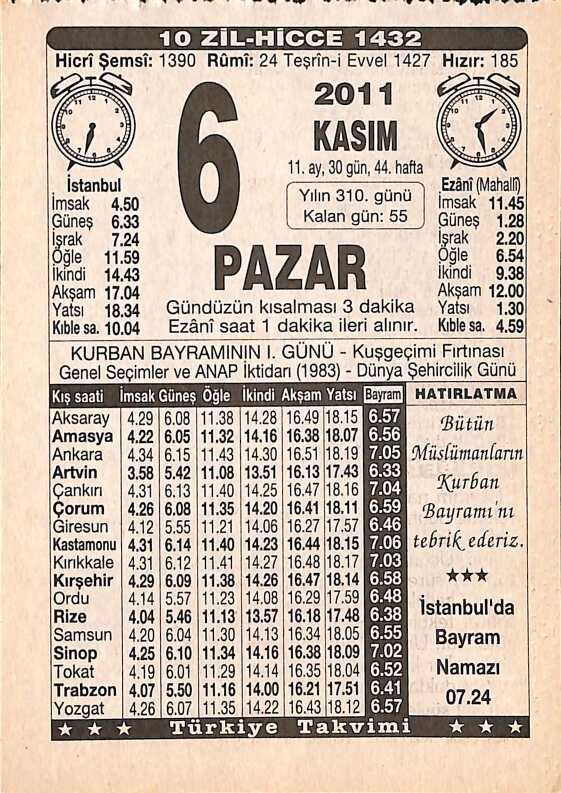 10 ZİL-HİCCE 1432
Hicrî Şemsî: 1390 Rûmî: 24 Teşrîn-i Evvel 1427 Hızır: 185
6
2011
KASIM
11. ay, 30 gün, 44. hafta
Yılın 310. günü
Kalan gün: 55
PAZAR
Gündüzün kısalması 3 dakika
Ezânî saat 1 dakika ileri alınır.
İstanbul
İmsak 4.50
Güneş 6.33
İşrak 7.24
Öğle 11.59
İkindi 14.43
Akşam 17.04
Yatsı 18.34
Kıble sa. 10.04
Ezânî (Mahallî)
İmsak 11.45
Güneş 1.28
İşrak 2.20
Öğle 6.54
İkindi 9.38
Akşam 12.00
Yatsı 1.30
Kıble sa. 4.59
KURBAN BAYRAMININ I. GÜNÜ - Kuşgeçimi Fırtınası
Genel Seçimler ve ANAP İktidarı (1983) - Dünya Şehircilik Günü
Kış saati İmsak Güneş Öğle İkindi Akşam Yatsı Bayram
Aksaray 4.29 6.08 11.38 14.28 16.49 18.15 6.57
Amasya 4.22 6.05 11.32 14.16 16.38 18.07 6.56
Ankara 4.34 6.15 11.43 14.30 16.51 18.19 7.05
Artvin 3.58 5.42 11.08 13.51 16.13 17.43 6.33
Çankırı 4.31 6.13 11.40 14.25 16.47 18.16 7.04
Çorum 4.26 6.08 11.35 14.20 16.41 18.11 6.59
Giresun 4.12 5.55 11.21 14.06 16.27 17.57 6.46
Kastamonu 4.31 6.14 11.40 14.23 16.44 18.15 7.06
Kırıkkale 4.31 6.12 11.41 14.27 16.48 18.17 7.03
Kırşehir 4.29 6.09 11.38 14.26 16.47 18.14 6.58
Ordu 4.14 5.57 11.23 14.08 16.29 17.59 6.48
Rize 4.04 5.46 11.13 13.57 16.18 17.48 6.38
Samsun 4.20 6.04 11.30 14.13 16.34 18.05 6.55
Sinop 4.25 6.10 11.34 14.16 16.38 18.09 7.02
Tokat 4.19 6.01 11.29 14.14 16.35 18.04 6.52
Trabzon 4.07 5.50 11.16 14.00 16.21 17.51 6.41
Yozgat 4.26 6.07 11.35 14.22 16.43 18.12 6.57
HATIRLATMA
Bütün
Müslümanların
Kurban
Bayramı'nı
tebrik ederiz.
★★★
İstanbul'da
Bayram
Namazı
07.24
★ ★ ★ Türkiye Takvimi ★ ★ ★